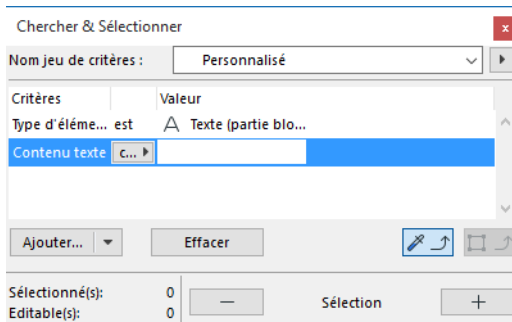 Chercher & Sélectionner
x
Nom jeu de critères :
Personnalisé
Critères
Valeur
Type d'éléme... est
Texte (partie blo...
Contenu texte c...
Ajouter...
Effacer
Sélectionné(s): 0
Editable(s): 0
— Sélection +